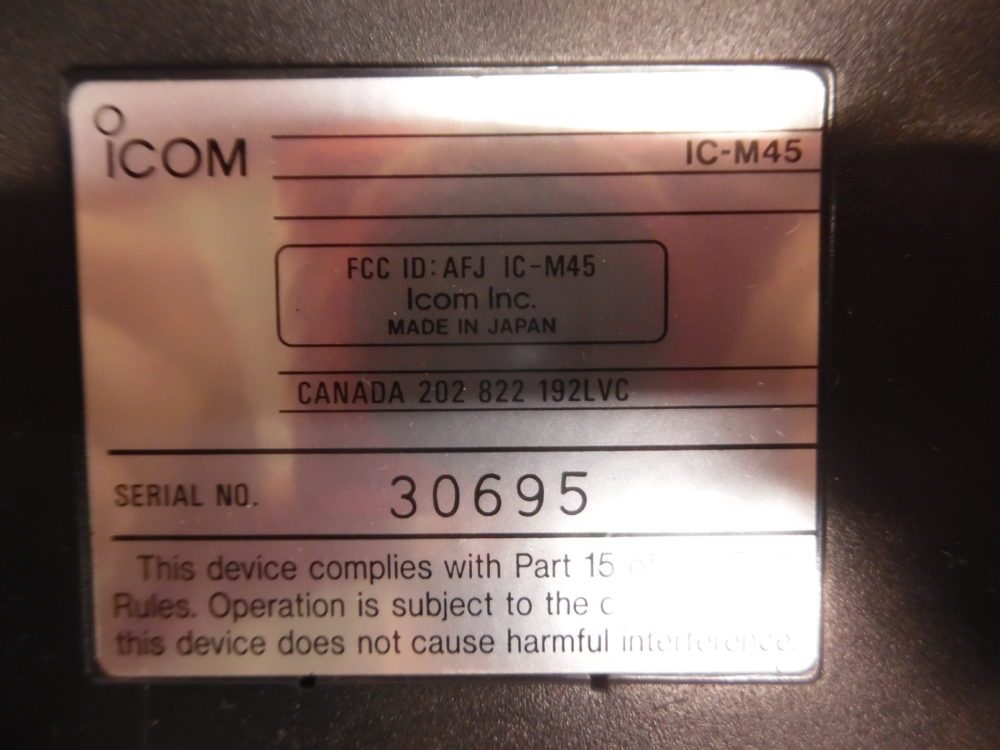 ICOM
IC-M45
FCC ID: AFJ IC-M45
Icom Inc.
MADE IN JAPAN
CANADA 202 822 192LVC
SERIAL NO. 30695
This device complies with Part 15 of
Rules. Operation is subject to the
this device does not cause harmful interference.